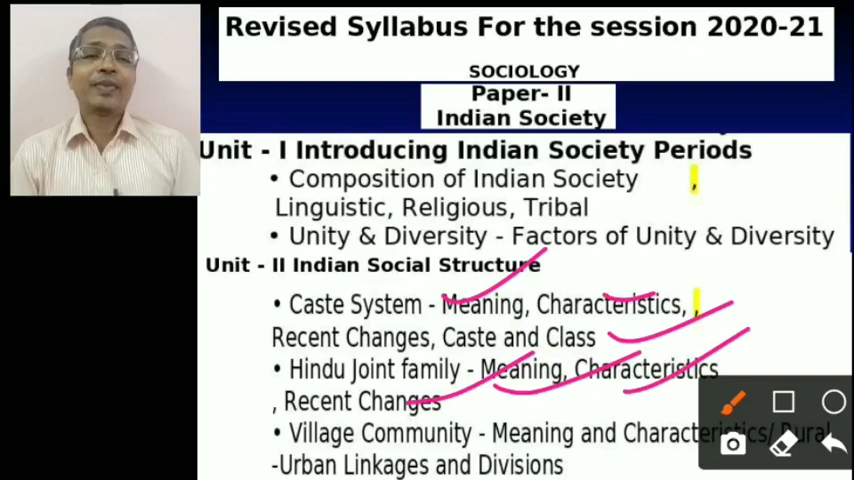 Revised Syllabus For the session 2020-21
SOCIOLOGY
Paper- II
Indian Society
Unit - I Introducing Indian Society Periods
• Composition of Indian Society ,
Linguistic, Religious, Tribal
• Unity & Diversity - Factors of Unity & Diversity
Unit - II Indian Social Structure
• Caste System - Meaning, Characteristics, ,
Recent Changes, Caste and Class
• Hindu Joint family - Meaning, Characteristics
, Recent Changes
• Village Community - Meaning and Characteristics/ Rural
-Urban Linkages and Divisions